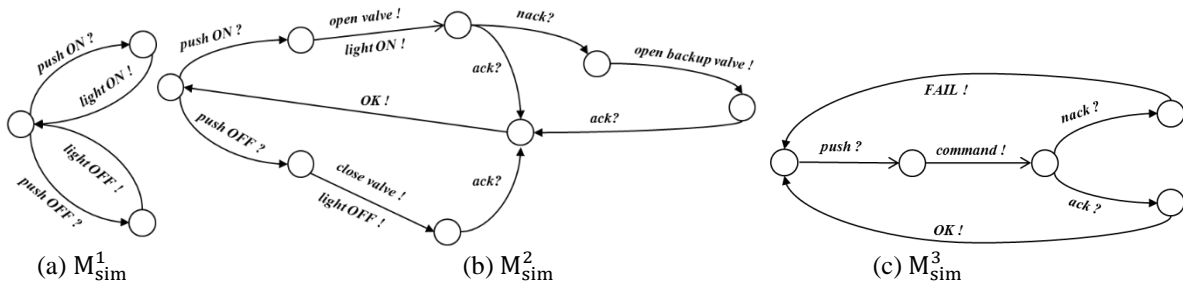 push ON ?
light ON !
light OFF !
push OFF ?
(a) M¹sim
push ON ?
open valve !
light ON !
nack?
open backup valve !
ack?
OK !
ack?
push OFF ?
close valve !
light OFF !
ack?
(b) M²sim
FAIL !
nack ?
push ?
command !
ack ?
OK !
(c) M³sim